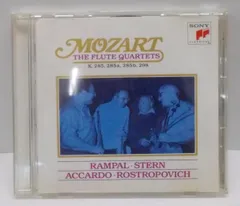 MOZART
THE FLUTE QUARTETS
K. 285, 285a, 285b, 298
SONY
RAMPAL · STERN
ACCARDO · ROSTROPOVICH